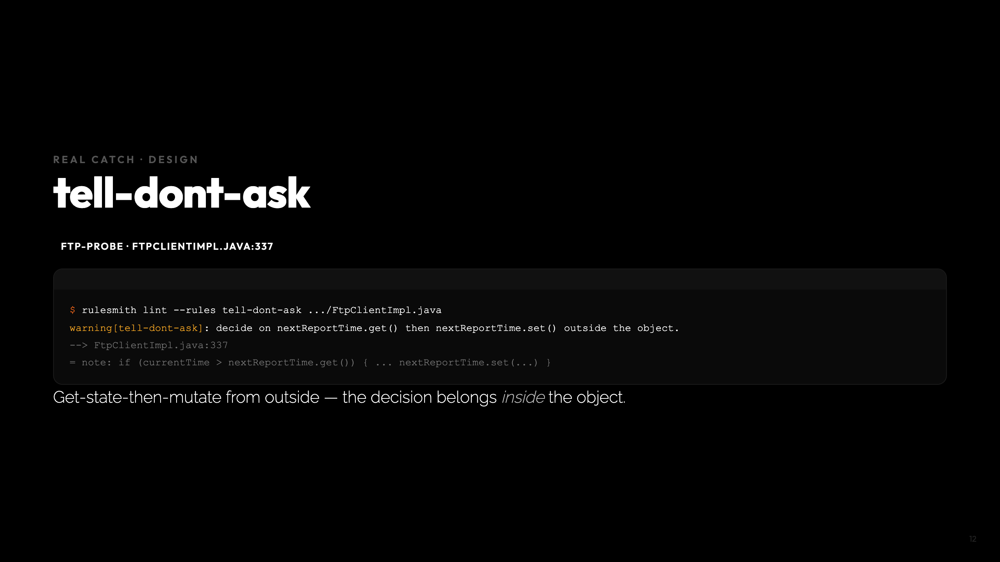 REAL CATCH · DESIGN
tell-dont-ask
FTP-PROBE · FTPCLIENTIMPL.JAVA:337
$ rulesmith lint --rules tell-dont-ask .../FtpClientImpl.java
warning[tell-dont-ask]: decide on nextReportTime.get() then nextReportTime.set() outside the object.
--> FtpClientImpl.java:337
= note: if (currentTime > nextReportTime.get()) { ... nextReportTime.set(...) }
Get-state-then-mutate from outside — the decision belongs inside the object.
12